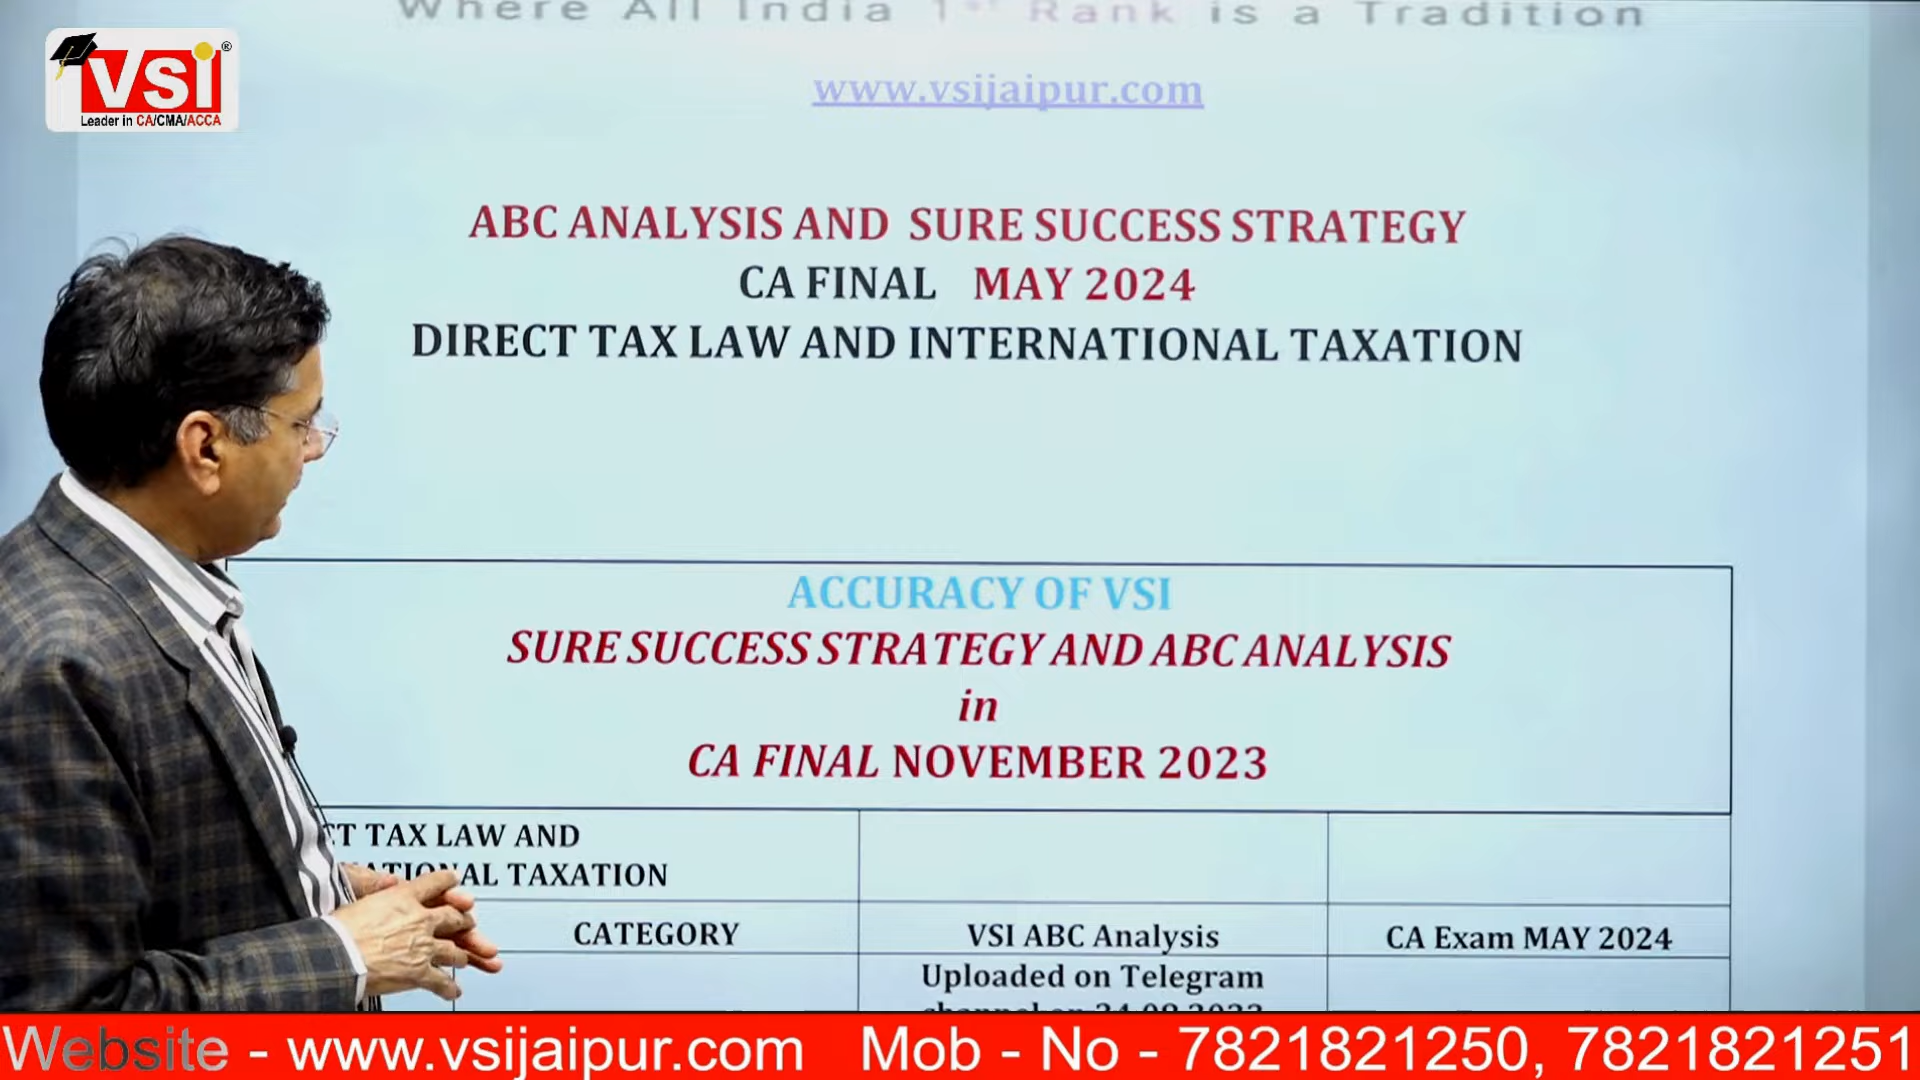 Where All India 1st Rank is a Tradition
www.vsijaipur.com
VSI ®
Leader in CA/CMA/ACCA
ABC ANALYSIS AND SURE SUCCESS STRATEGY
CA FINAL MAY 2024
DIRECT TAX LAW AND INTERNATIONAL TAXATION
ACCURACY OF VSI
SURE SUCCESS STRATEGY AND ABC ANALYSIS
in
CA FINAL NOVEMBER 2023
TAX LAW AND
TAXATION
CATEGORY
VSI ABC Analysis
CA Exam MAY 2024
Uploaded on Telegram
Website - www.vsijaipur.com Mob - No - 7821821250, 7821821251